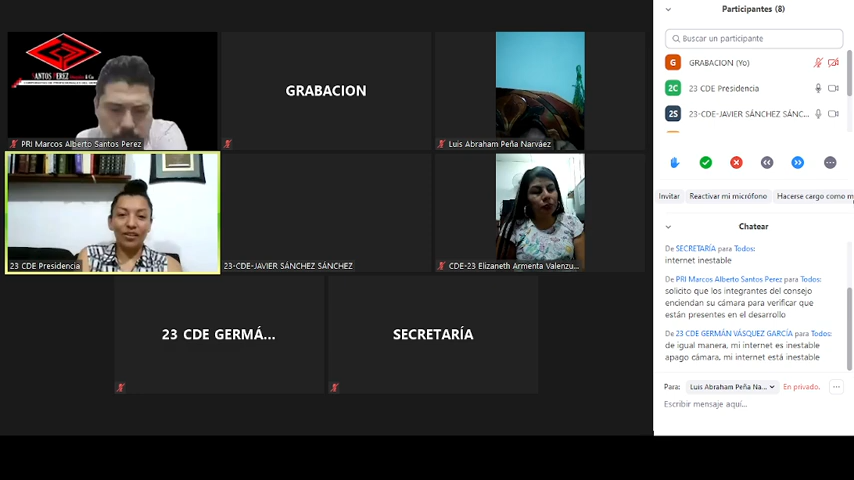 Participantes (8)
Buscar un participante
G GRABACION (Yo)
2C 23 CDE Presidencia
2S 23-CDE-JAVIER SÁNCHEZ SÁNC...
Invitar Reactivar mi micrófono Hacerse cargo como m
Chatear
De SECRETARÍA para Todos:
internet inestable
De PRI Marcos Alberto Santos Perez para Todos:
solicito que los integrantes del consejo
enciendan su cámara para verificar que
están presentes en el desarrollo
De 23 CDE GERMÁN VÁSQUEZ GARCÍA para Todos:
de igual manera, mi internet es inestable
apago cámara, mi internet está inestable
Para: Luis Abraham Peña Na... En privado.
Escribir mensaje aquí...
SANTOS PEREZ & Co.
PRI Marcos Alberto Santos Perez
GRABACION
Luis Abraham Peña Narváez
23 CDE Presidencia
23-CDE-JAVIER SÁNCHEZ SÁNCHEZ
CDE-23 Elizaneth Armenta Valenzu...
23 CDE GERMÁ...
SECRETARÍA